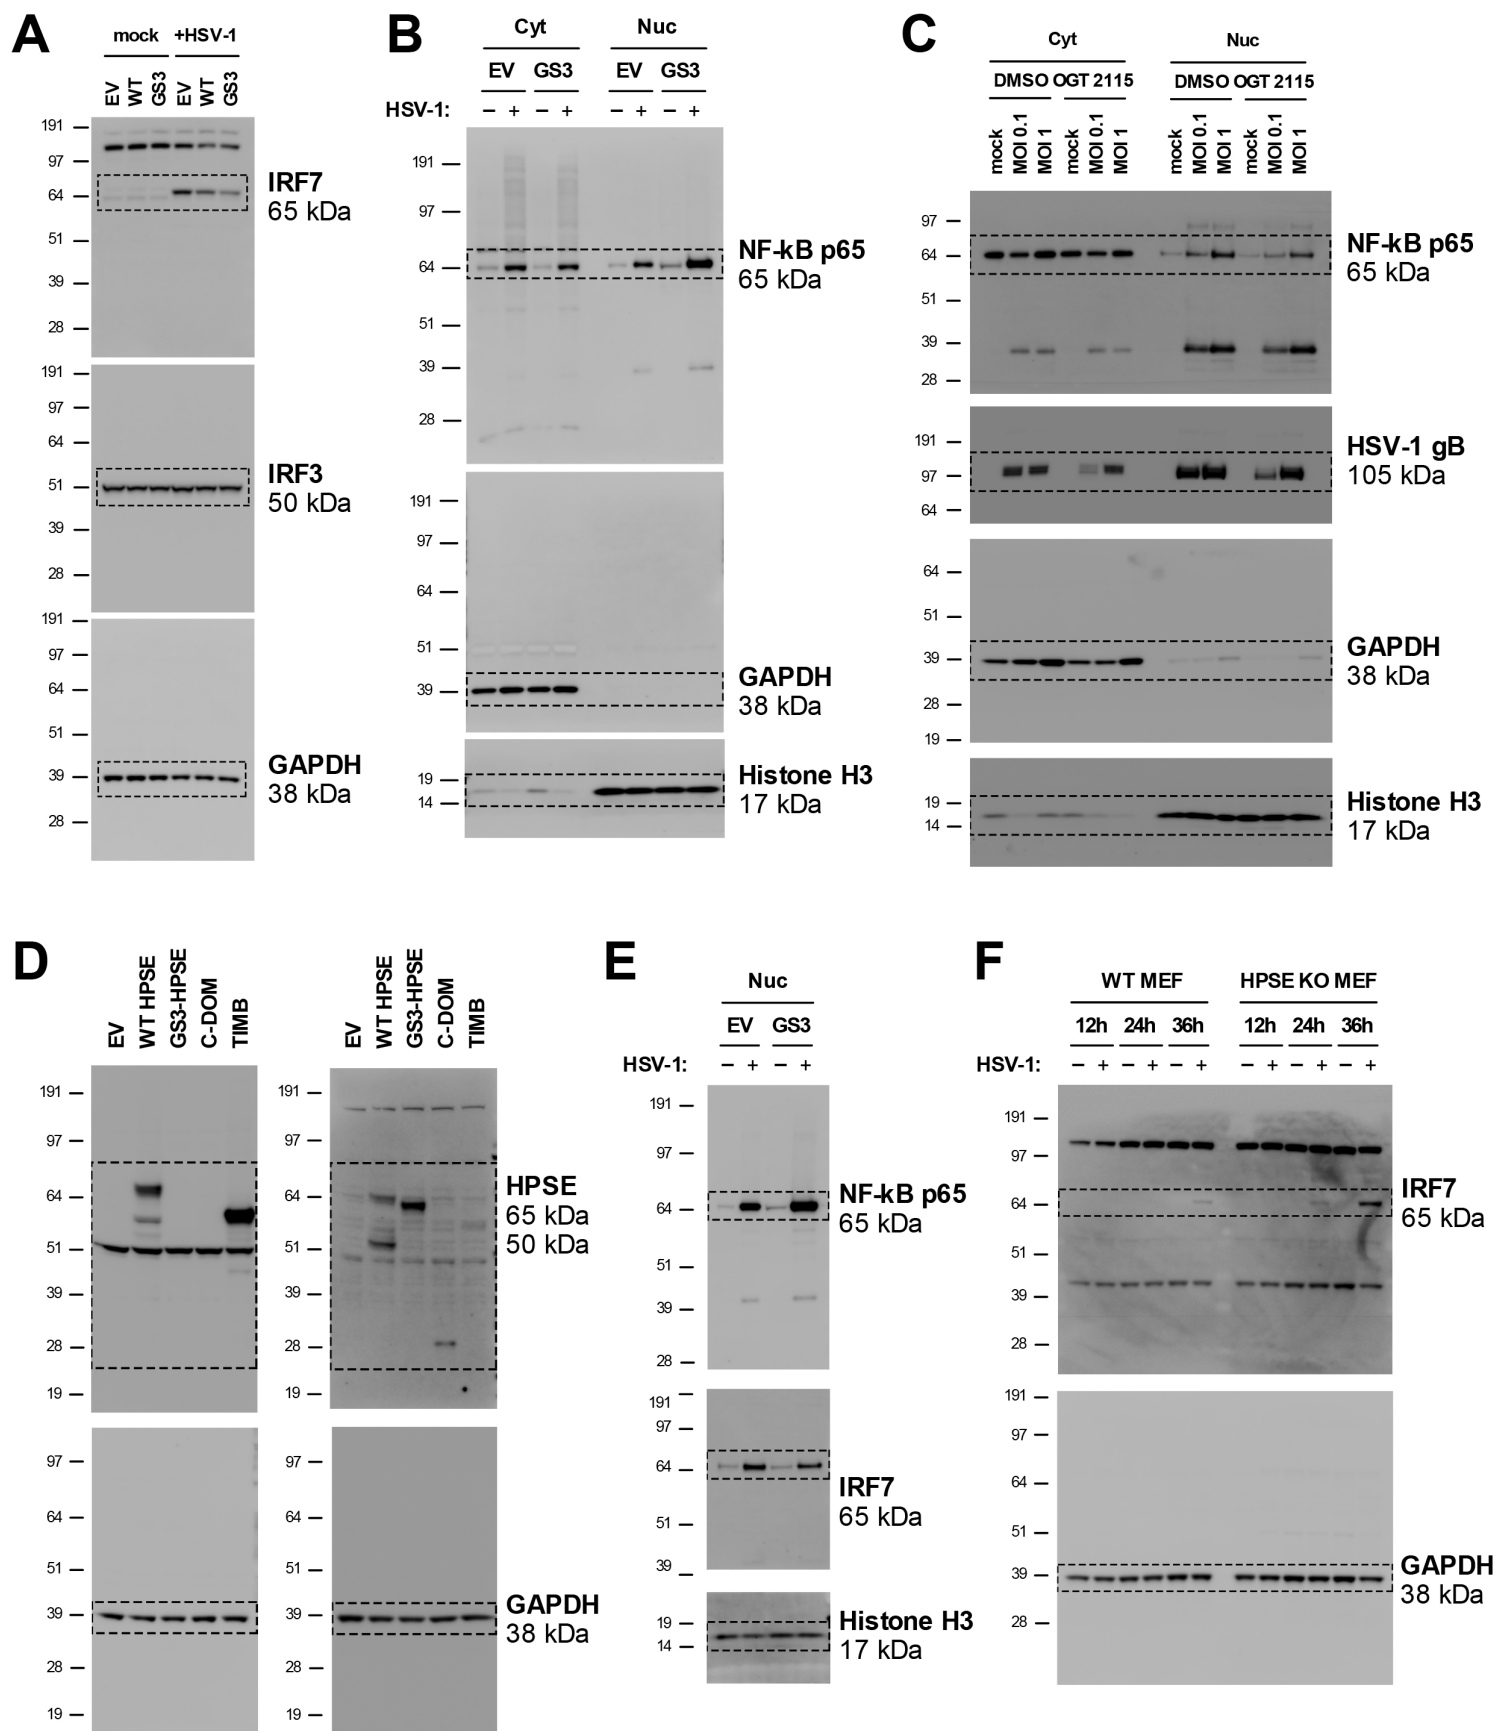 A
mock +HSV-1
EV WT GS3 EV WT GS3
191
97
64
51
39
28
IRF7
65 kDa
191
97
64
51
39
28
IRF3
50 kDa
191
97
64
51
39
28
GAPDH
38 kDa
B
Cyt Nuc
EV GS3 EV GS3
HSV-1: – + – + – + – +
191
97
64
51
39
28
NF-kB p65
65 kDa
191
97
64
51
39
GAPDH
38 kDa
19
14
Histone H3
17 kDa
C
Cyt Nuc
DMSO OGT 2115 DMSO OGT 2115
mock MOI 0.1 MOI 1 mock MOI 0.1 MOI 1 mock MOI 0.1 MOI 1 mock MOI 0.1 MOI 1
97
64
51
39
28
NF-kB p65
65 kDa
191
97
64
HSV-1 gB
105 kDa
64
51
39
28
19
GAPDH
38 kDa
19
14
Histone H3
17 kDa
D
EV WT HPSE GS3-HPSE C-DOM TIMB
EV WT HPSE GS3-HPSE C-DOM TIMB
191
97
64
51
39
28
19
191
97
64
51
39
28
19
HPSE
65 kDa
50 kDa
97
64
51
39
28
19
97
64
51
39
28
19
GAPDH
38 kDa
E
Nuc
EV GS3
HSV-1: – + – +
191
97
64
51
39
28
NF-kB p65
65 kDa
191
97
64
51
39
IRF7
65 kDa
19
14
Histone H3
17 kDa
F
WT MEF HPSE KO MEF
12h 24h 36h 12h 24h 36h
HSV-1: – + – + – + – + – + – +
191
97
64
51
39
28
IRF7
65 kDa
191
97
64
51
39
28
GAPDH
38 kDa